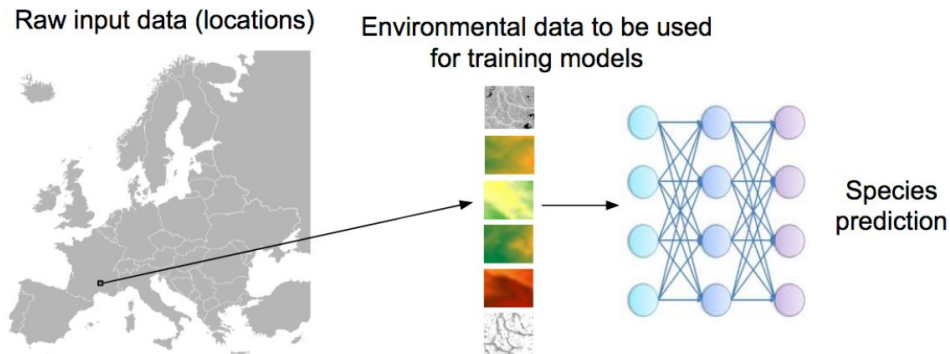 Raw input data (locations)
Environmental data to be used
for training models
Species
prediction